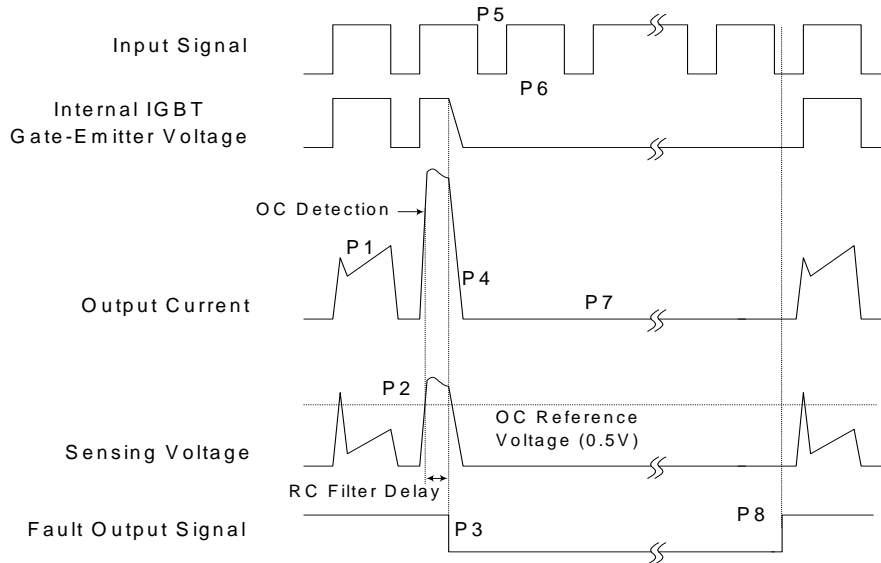 P5
Input Signal
P6
Internal IGBT
Gate-Emitter Voltage
OC Detection
P1
P4
Output Current
P7
P2
OC Reference
Voltage (0.5V)
Sensing Voltage
RC Filter Delay
Fault Output Signal
P3
P8